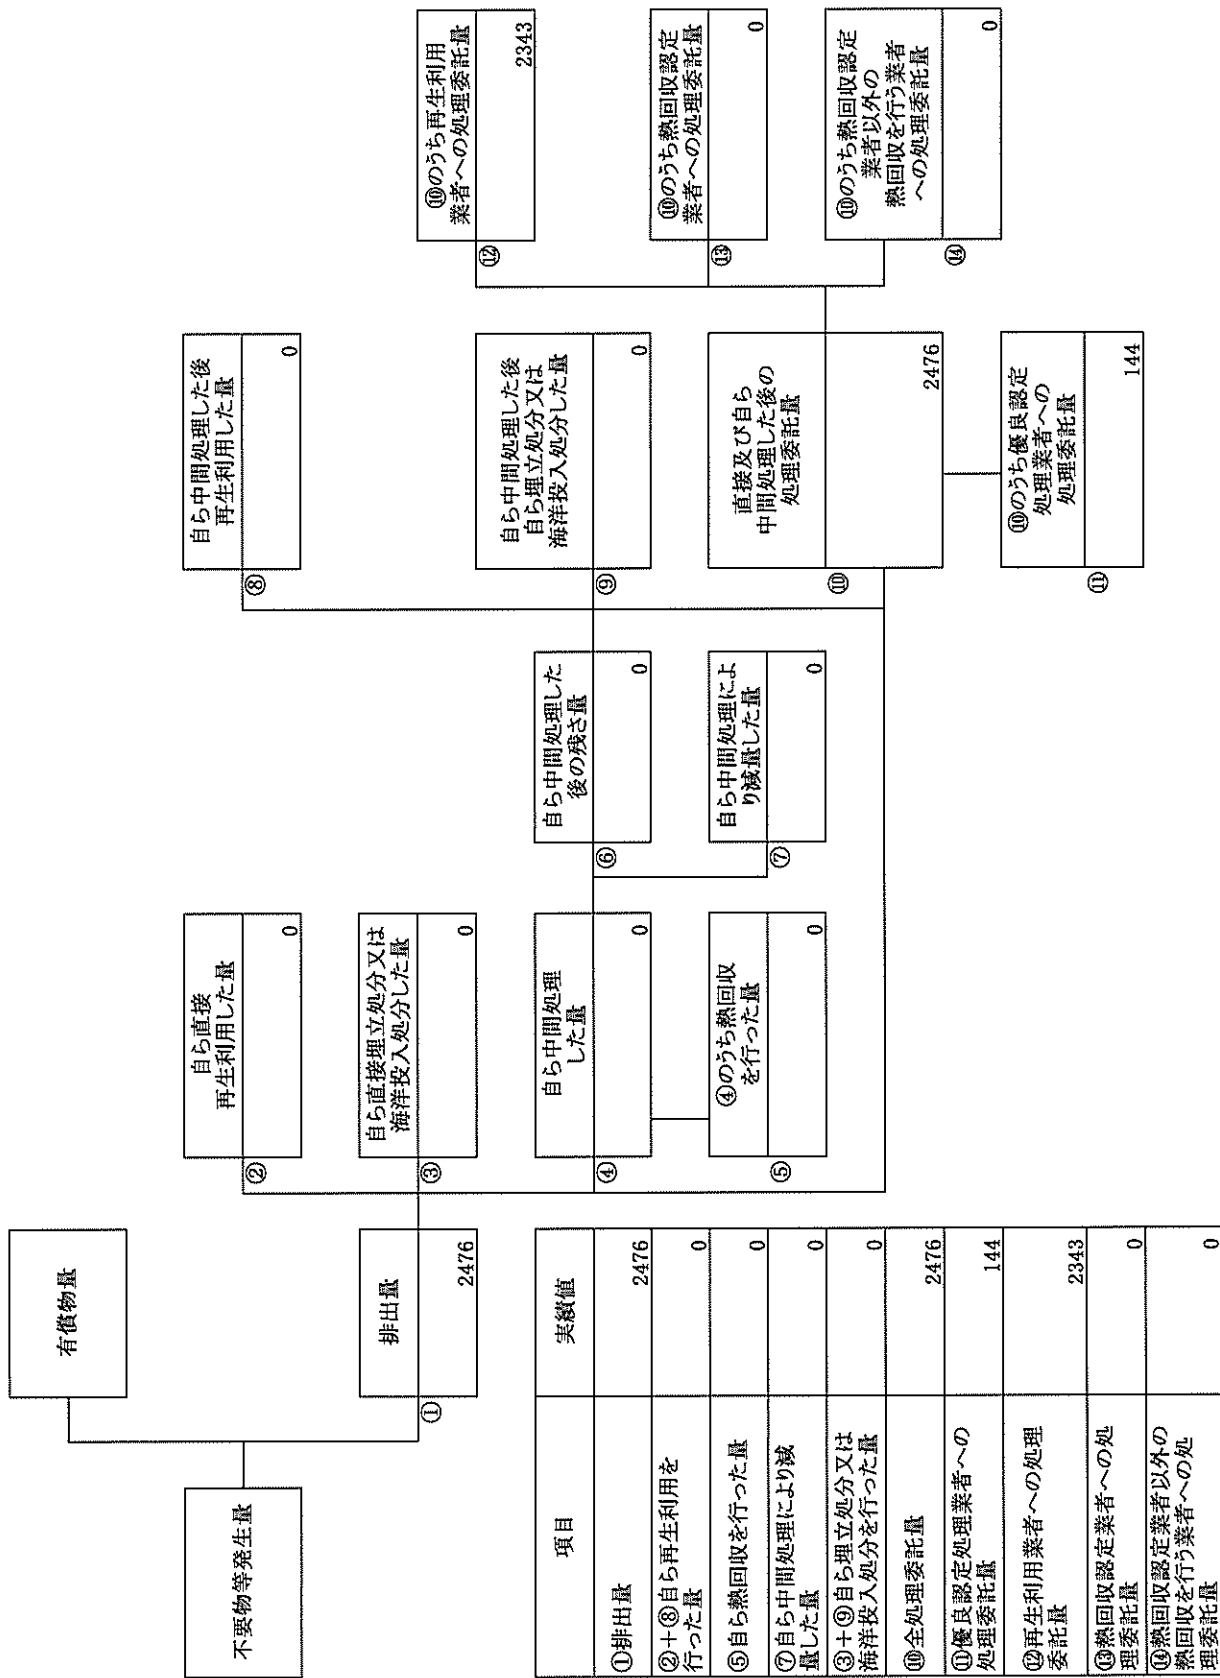 不要物等発生量
有償物量
①
排出量
2476
②
自ら直接
再生利用した量
0
③
自ら直接埋立処分又は
海洋投入処分した量
0
④
自ら中間処理
した量
0
⑤
④のうち熱回収
を行った量
0
⑥
自ら中間処理した
後の残さ量
0
⑦
自ら中間処理によ
り減量した量
0
⑧
自ら中間処理した後
再生利用した量
0
⑨
自ら中間処理した後
自ら埋立処分又は
海洋投入処分した量
0
⑩
直接及び自ら
中間処理した後の
処理委託量
2476
⑪
⑩のうち優良認定
処理業者への
処理委託量
144
⑫
⑩のうち再生利用
業者への処理委託量
2343
⑬
⑩のうち熱回収認定
業者への処理委託量
0
⑭
⑩のうち熱回収認定
業者以外の
熱回収を行う業者
への処理委託量
0
項目 実績値
①排出量 2476
②+⑧自ら再生利用を
行った量 0
⑤自ら熱回収を行った量 0
⑦自ら中間処理により減
量した量 0
③+⑨自ら埋立処分又は
海洋投入処分を行った量 0
⑩全処理委託量 2476
⑪優良認定処理業者への
処理委託量 144
⑫再生利用業者への処理
委託量 2343
⑬熱回収認定業者への処
理委託量 0
⑭熱回収認定業者以外の
熱回収を行う業者への処
理委託量 0